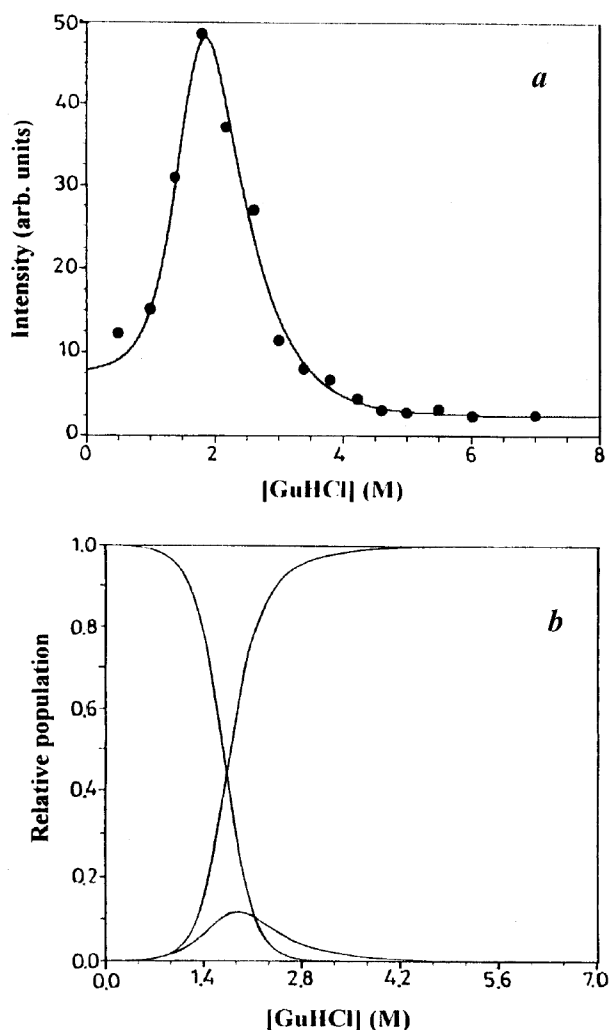 50
40
30
20
10
0
Intensity (arb. units)
a
0 2 4 6 8
[GuHCl] (M)
1.0
0.8
0.6
0.4
0.2
0.0
Relative population
b
0.0 1.4 2.8 4.2 5.6 7.0
[GuHCl] (M)